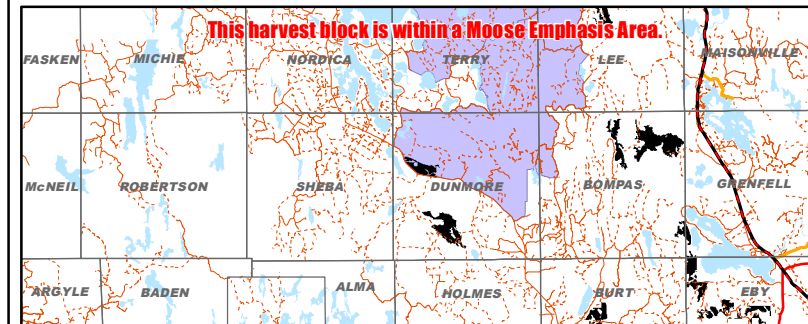 This harvest block is within a Moose Emphasis Area.
FASKEN
MICHIE
NORDICA
TERRY
LEE
MAISONVILLE
McNEIL
ROBERTSON
SHEBA
DUNMORE
BOMPAS
GRENFELL
ARGYLE
BADEN
ALMA
HOLMES
BURT
EBY